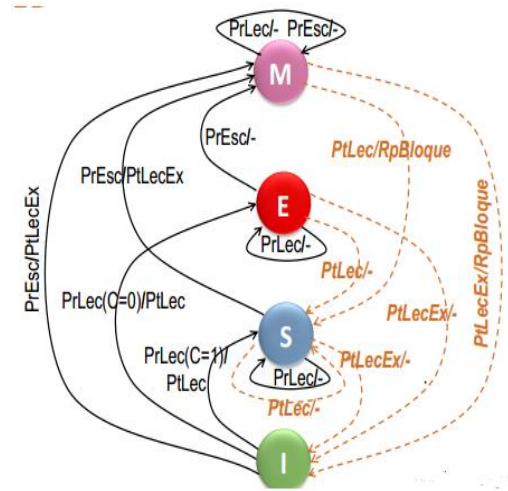 PrLec/- PrEsc/-
M
PrEsc/-
PtLec/RpBloque
PrEsc/PtLecEx
E
PrLec/-
PtLec/-
PtLecEx/RpBloque
PrEsc/PtLecEx
PrLec(C=0)/PtLec
PtLecEx/-
S
PrLec(C=1)/
PtLec
PtLecEx/-
PrLec/-
PtLec/-
I